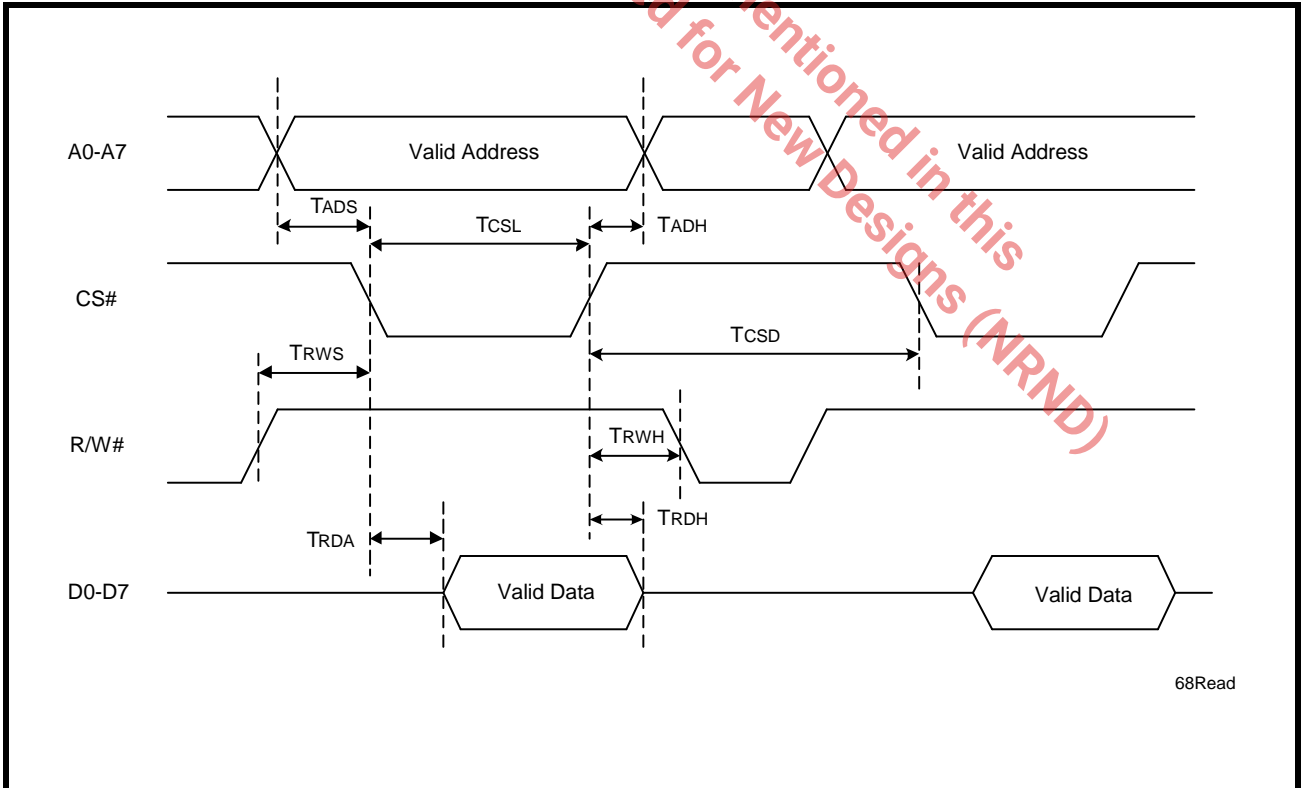 mentioned in this
d for New Designs (NRND)
A0-A7
Valid Address
Valid Address
TADS
TCSL
TADH
CS#
TCSD
TRWS
R/W#
TRWH
TRDA
TRDH
D0-D7
Valid Data
Valid Data
68Read